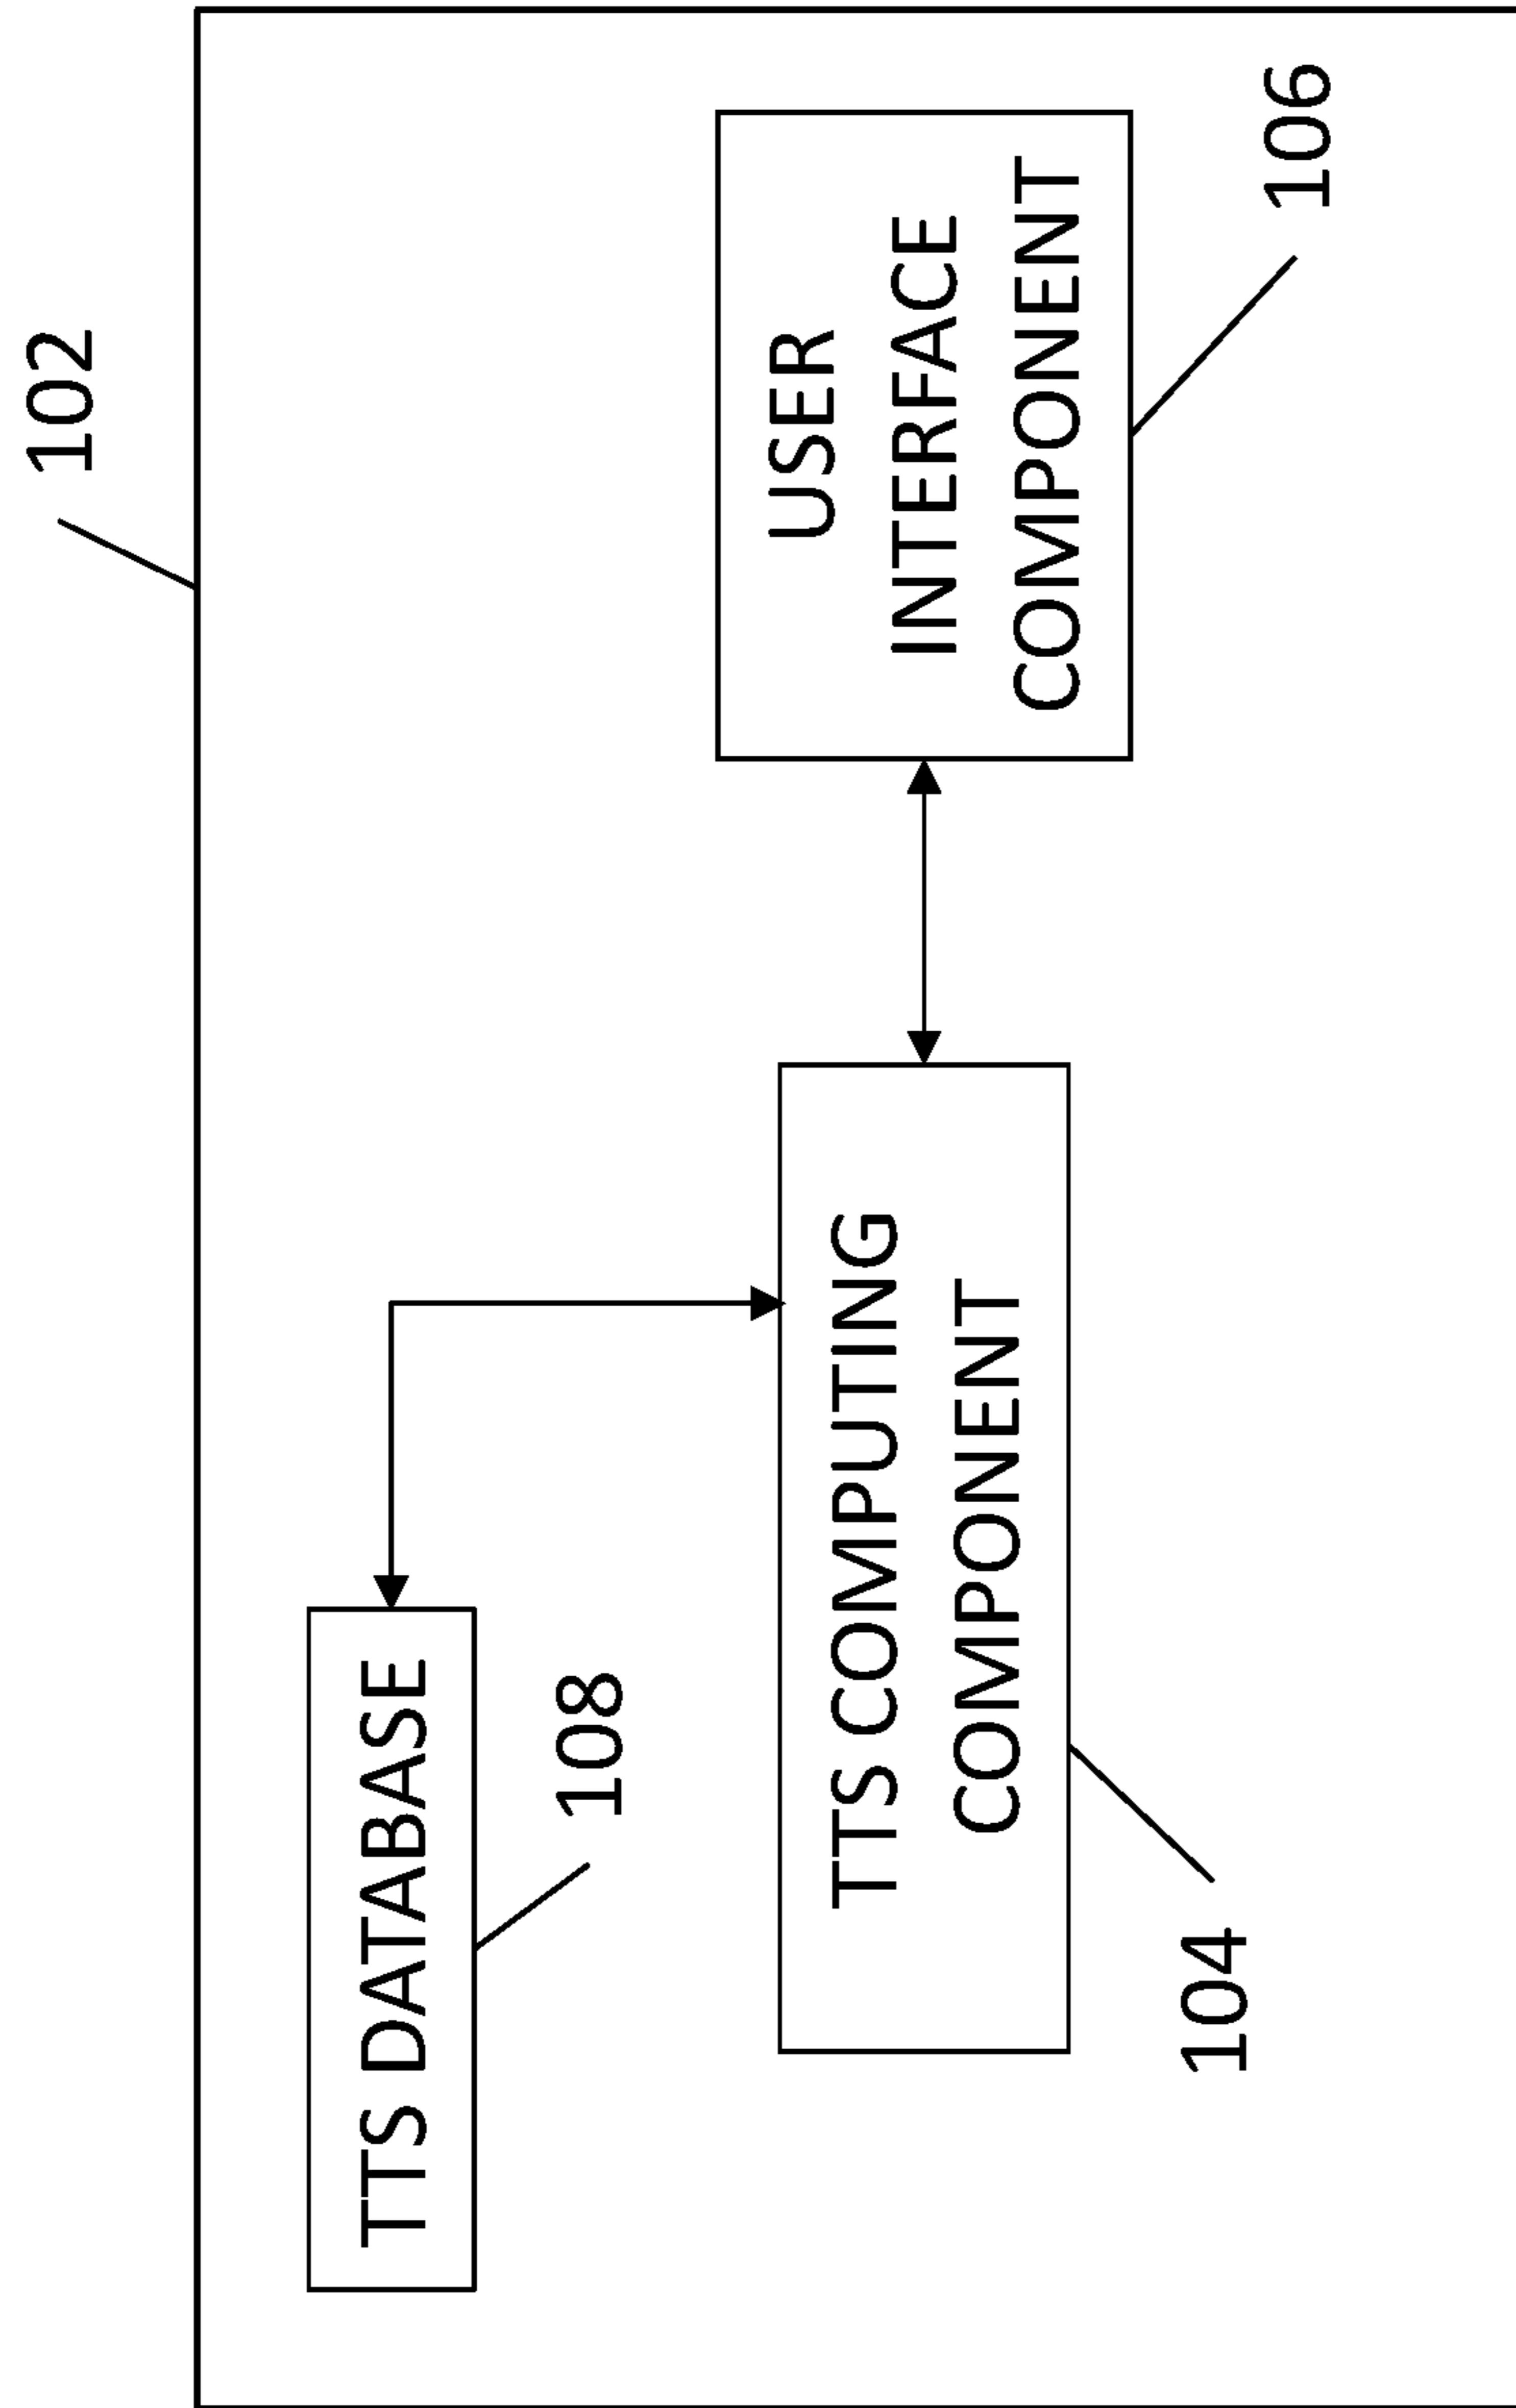 102
TTS DATABASE
108
TTS COMPUTING
COMPONENT
104
USER
INTERFACE
COMPONENT
106